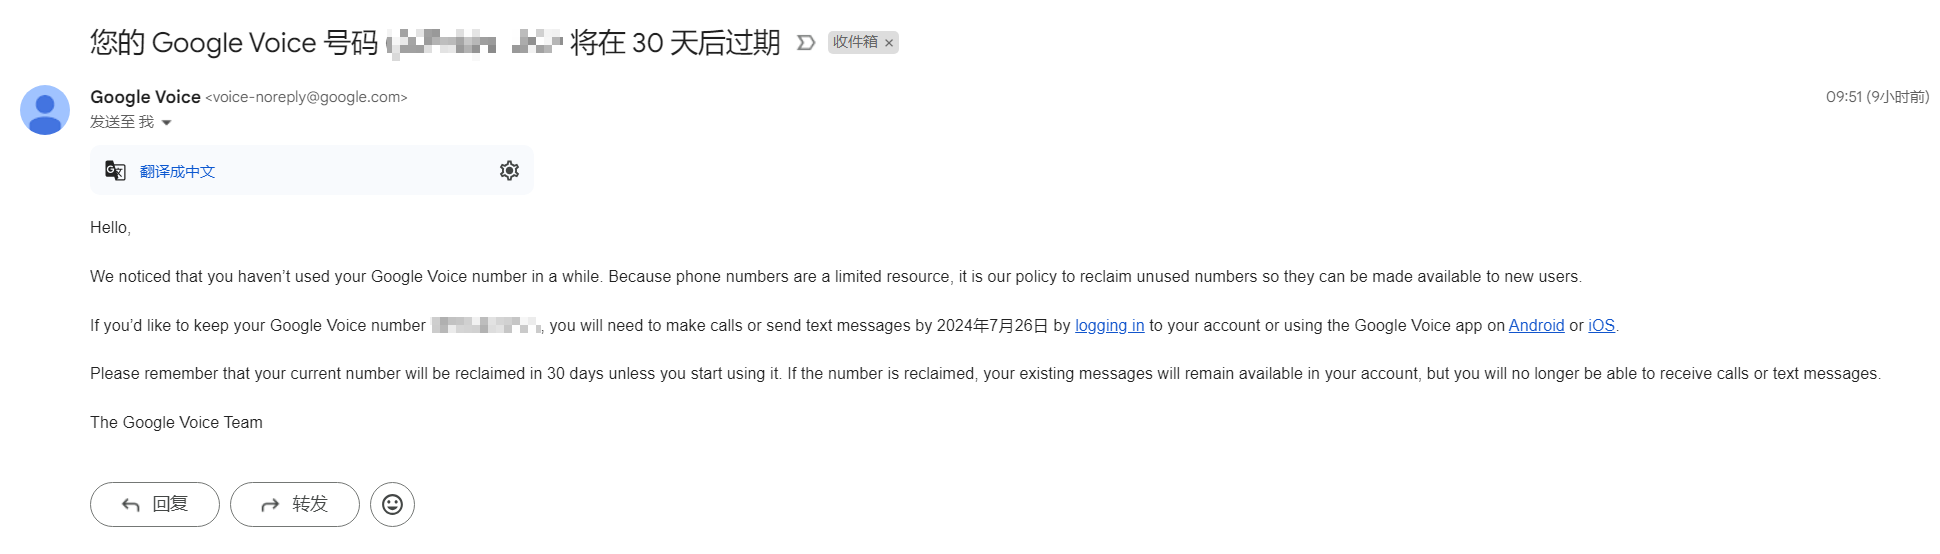 您的 Google Voice 号码 将在 30 天后过期 收件箱 ×
Google Voice <voice-noreply@google.com> 09:51 (9小时前)
发送至 我
翻译成中文
Hello,
We noticed that you haven’t used your Google Voice number in a while. Because phone numbers are a limited resource, it is our policy to reclaim unused numbers so they can be made available to new users.
If you’d like to keep your Google Voice number , you will need to make calls or send text messages by 2024年7月26日 by logging in to your account or using the Google Voice app on Android or iOS.
Please remember that your current number will be reclaimed in 30 days unless you start using it. If the number is reclaimed, your existing messages will remain available in your account, but you will no longer be able to receive calls or text messages.
The Google Voice Team
回复 转发